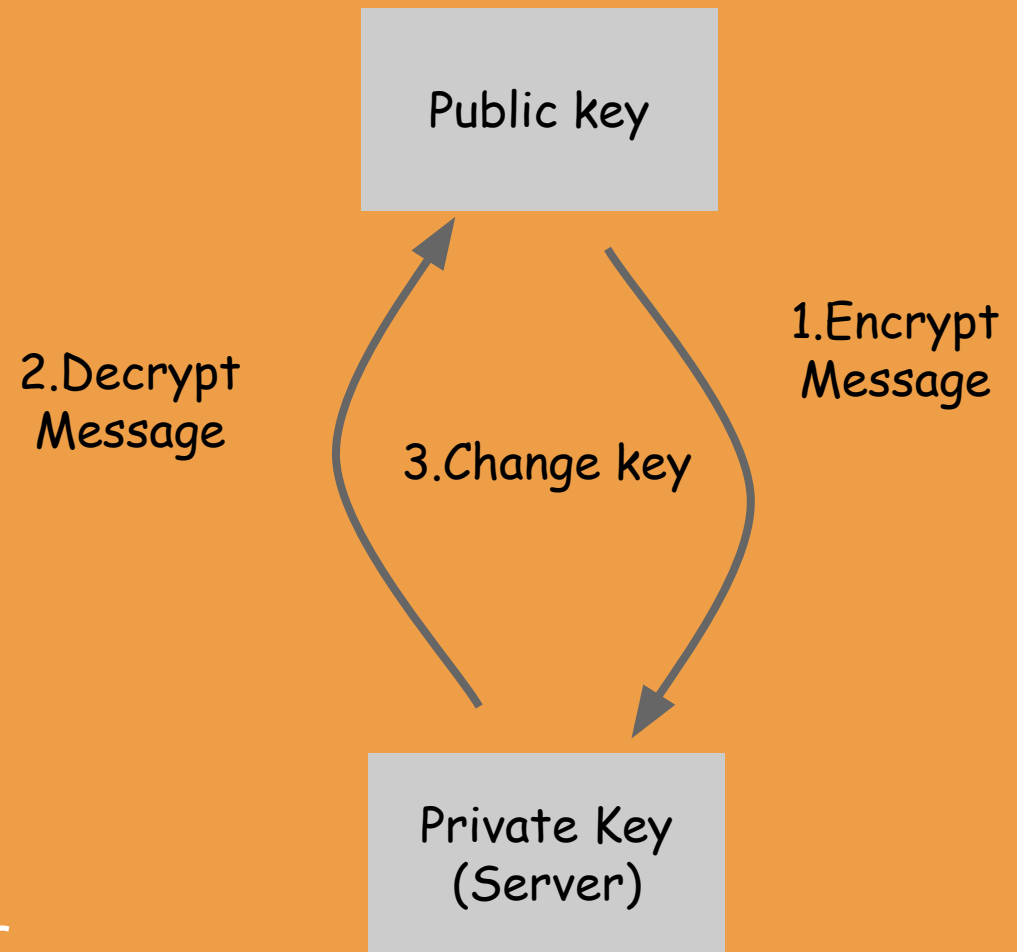 Public key
1.Encrypt
Message
2.Decrypt
Message
3.Change key
Private Key
(Server)